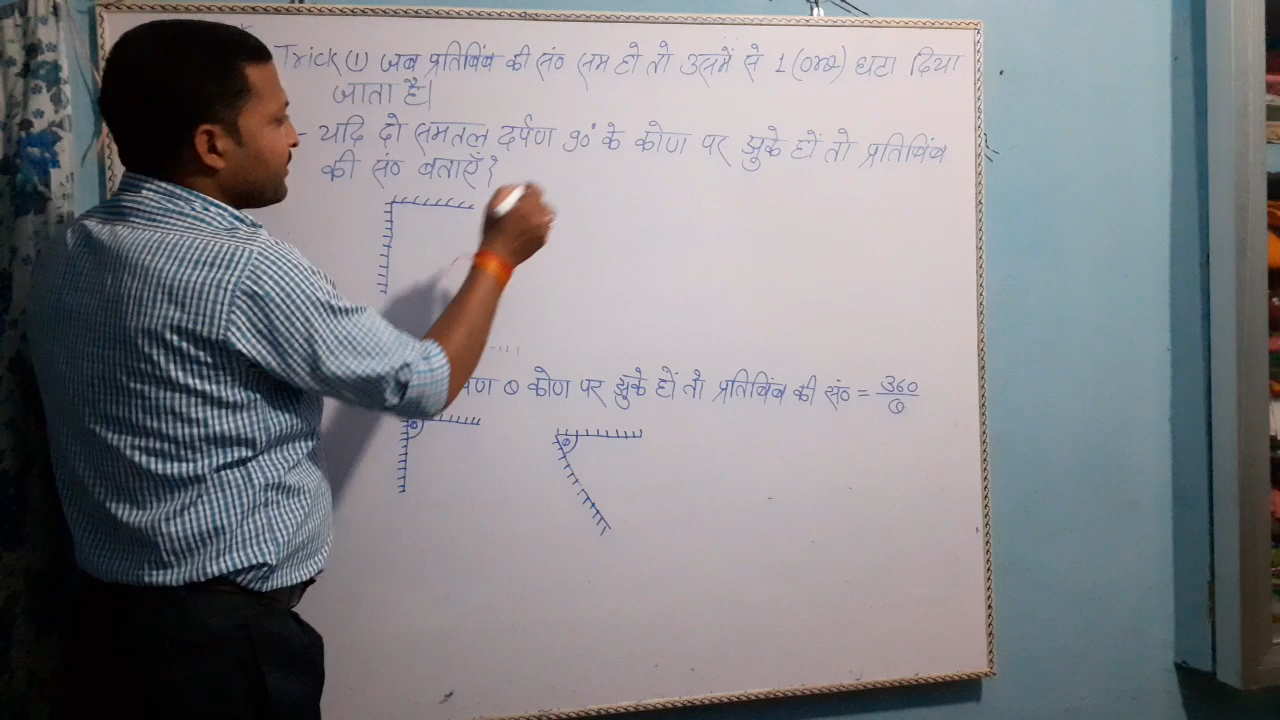 Trick (1) जब प्रतिबिंब की सं० सम हो तो उसमें से 1 (one) घटा दिया
जाता है।
- यदि दो समतल दर्पण 90° के कोण पर झुके हों तो प्रतिबिंब
की सं० बताएँ?
कोण पर झुके हों तो प्रतिबिंब की सं० = 360/θ
θ
θ